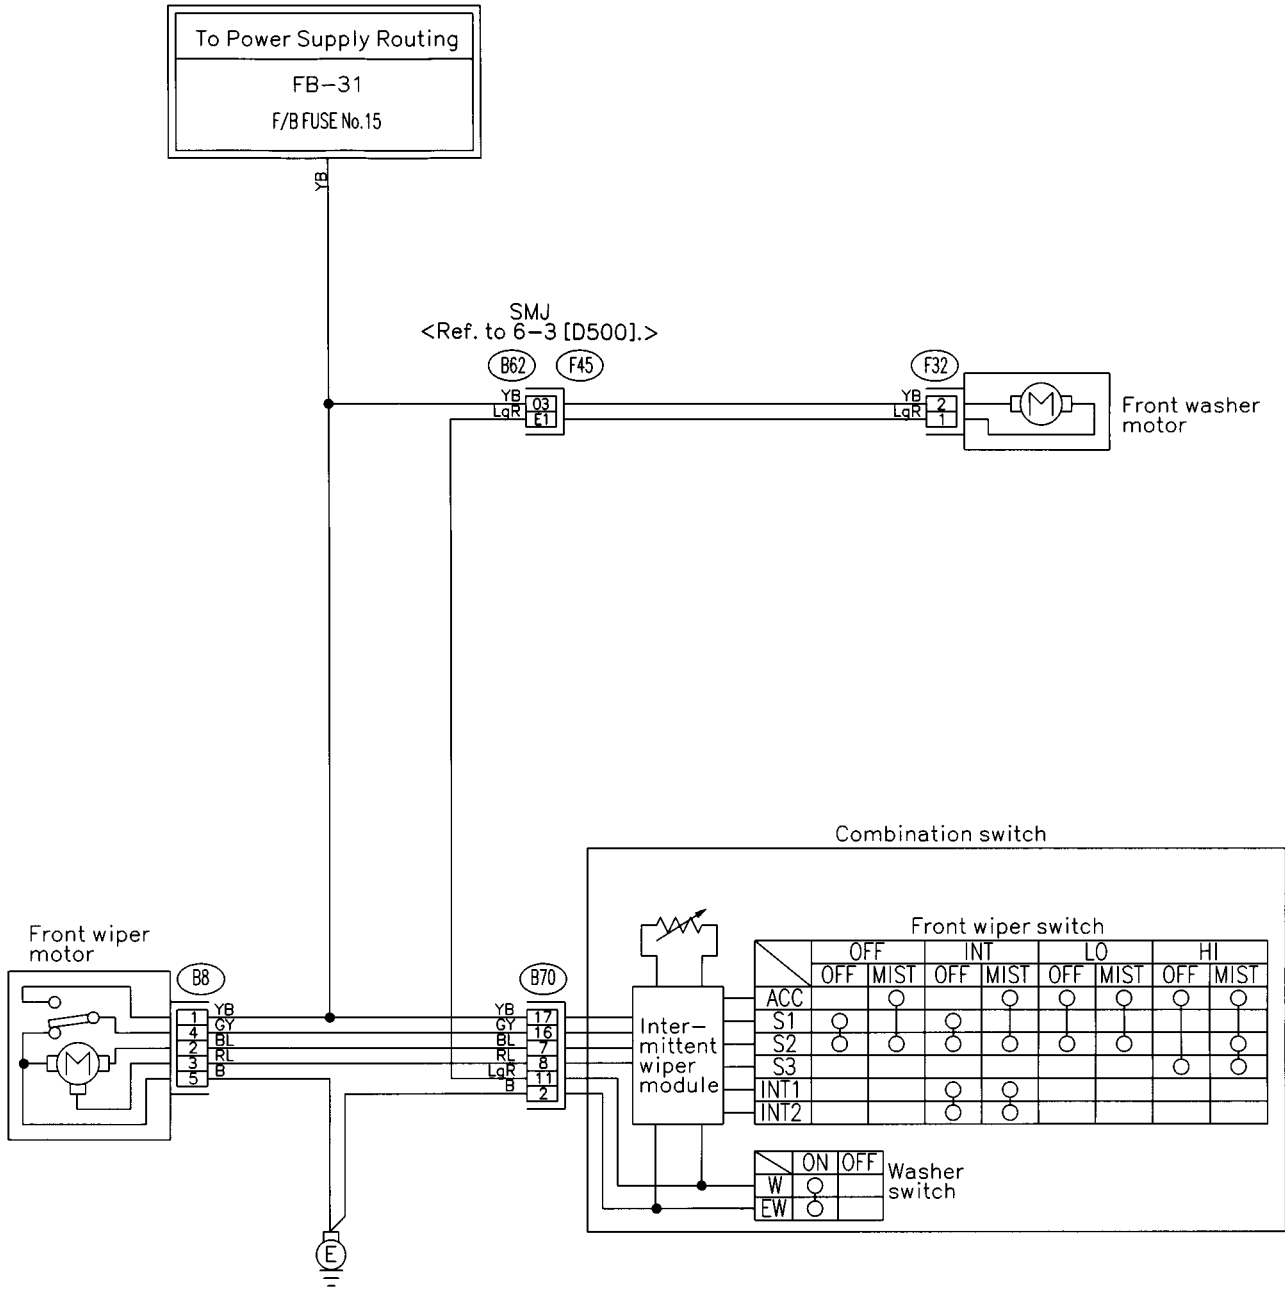 To Power Supply Routing
FB-31
F/B FUSE No.15
YB
SMJ
<Ref. to 6-3 [D500].>
B62 F45 F32
YB 03 YB 2
LgR E1 LgR 1
M
Front washer
motor
Combination switch
Front wiper
motor
Front wiper switch
OFF INT LO HI
OFF MIST OFF MIST OFF MIST OFF MIST
ACC
S1
S2
S3
INT1
INT2
B8 B70
1 YB YB 17
4 GY GY 16
2 BL BL 7
3 RL RL 8
5 B LgR 11
B 2
M
Inter-
mittent
wiper
module
ON OFF
W
EW
Washer
switch
E